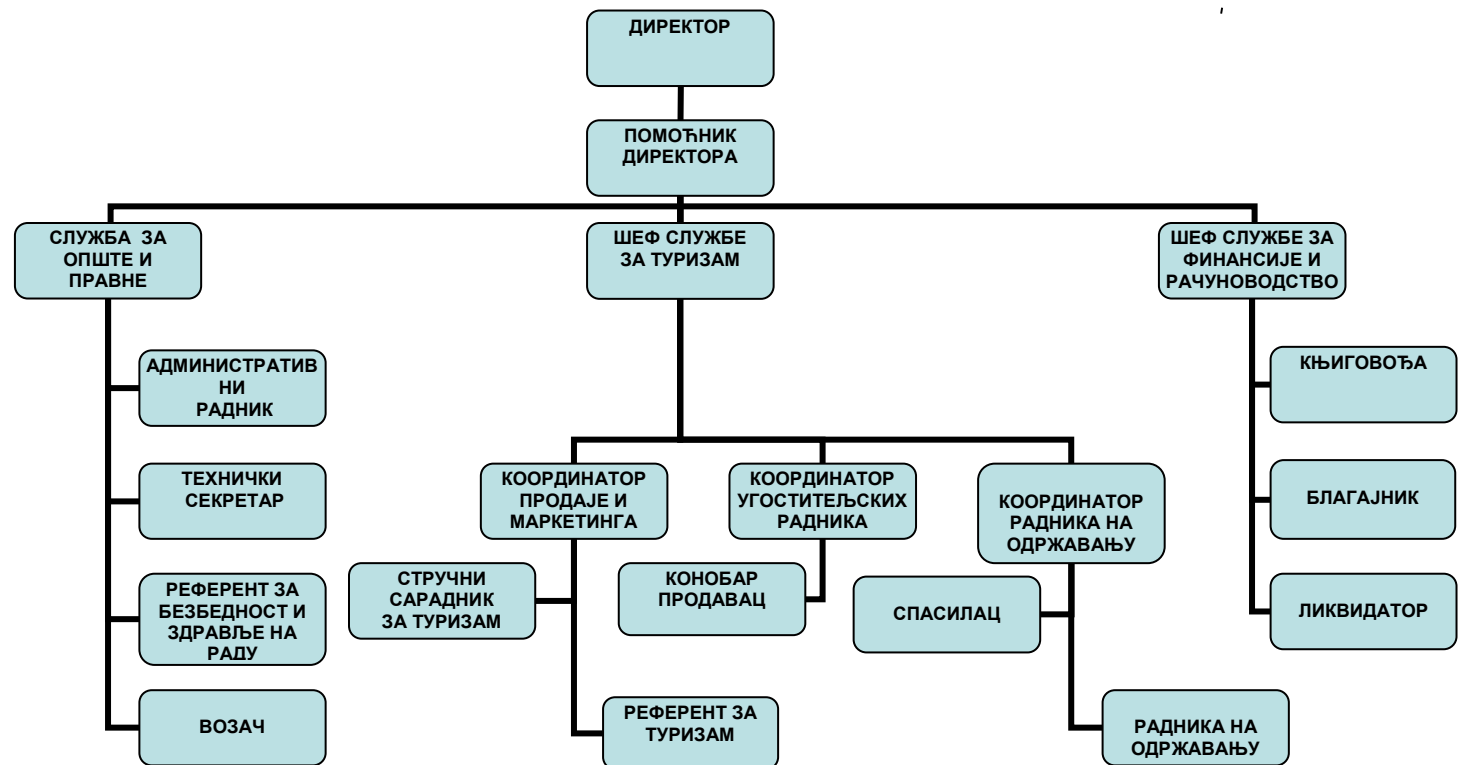 ДИРЕКТОР
ПОМОЋНИК
ДИРЕКТОРА
СЛУЖБА ЗА
ОПШТЕ И
ПРАВНЕ
ШЕФ СЛУЖБЕ
ЗА ТУРИЗАМ
ШЕФ СЛУЖБЕ ЗА
ФИНАНСИЈЕ И
РАЧУНОВОДСТВО
АДМИНИСТРАТИВ
НИ
РАДНИК
ТЕХНИЧКИ
СЕКРЕТАР
РЕФЕРЕНТ ЗА
БЕЗБЕДНОСТ И
ЗДРАВЉЕ НА
РАДУ
ВОЗАЧ
КООРДИНАТОР
ПРОДАЈЕ И
МАРКЕТИНГА
СТРУЧНИ
САРАДНИК
ЗА ТУРИЗАМ
РЕФЕРЕНТ ЗА
ТУРИЗАМ
КООРДИНАТОР
УГОСТИТЕЉСКИХ
РАДНИКА
КОНОБАР
ПРОДАВАЦ
КООРДИНАТОР
РАДНИКА НА
ОДРЖАВАЊУ
СПАСИЛАЦ
РАДНИКА НА
ОДРЖАВАЊУ
КЊИГОВОЂА
БЛАГАЈНИК
ЛИКВИДАТОР